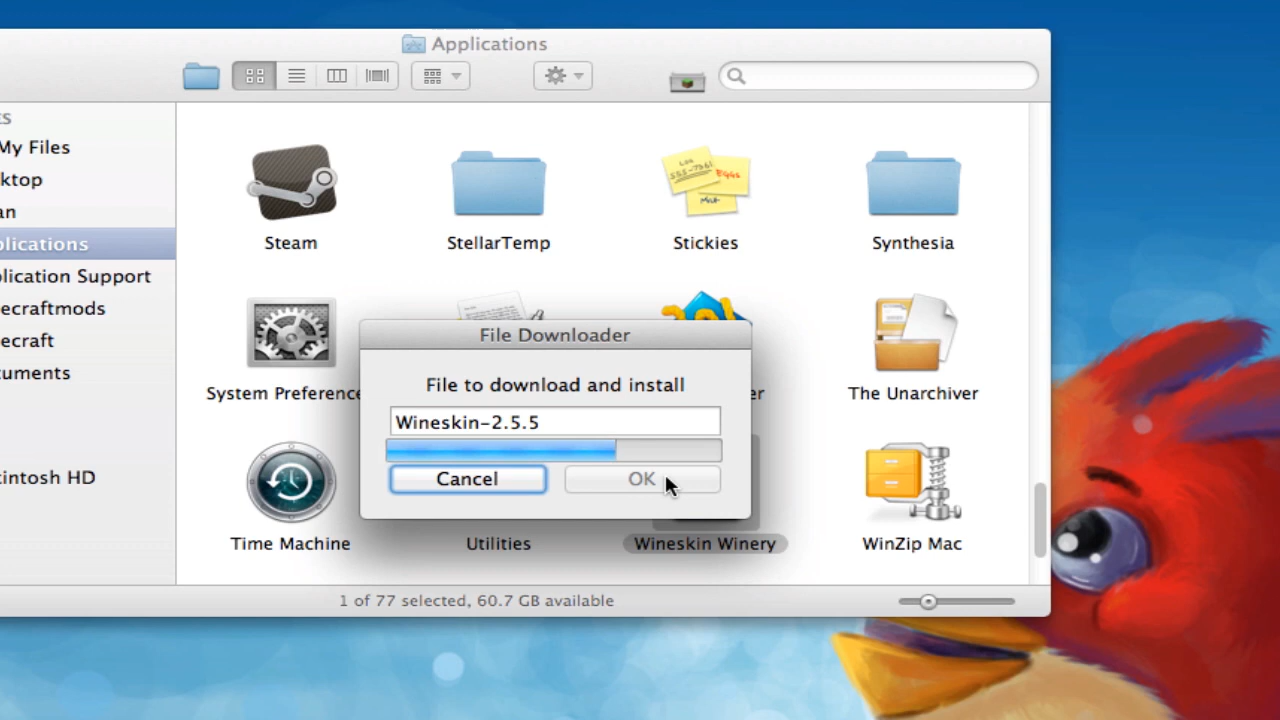 Applications
ES
My Files
ktop
an
plications
plication Support
ecraftmods
ecraft
cuments
cintosh HD
Steam
StellarTemp
Stickies
Synthesia
System Preference
er
The Unarchiver
File Downloader
File to download and install
Wineskin-2.5.5
Cancel
OK
Time Machine
Utilities
Wineskin Winery
WinZip Mac
1 of 77 selected, 60.7 GB available